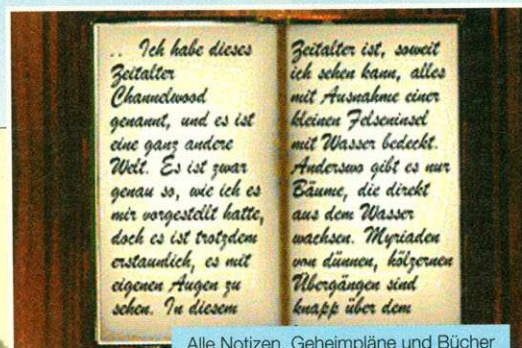 .. Ich habe dieses
Zeitalter
Channelwood
genannt, und es ist
eine ganz andere
Welt. Es ist zwar
genau so, wie ich es
mir vorgestellt hatte,
doch es ist trotzdem
erstaunlich, es mit
eigenen Augen zu
sehen. In diesem
Zeitalter ist, soweit
ich sehen kann, alles
mit Ausnahme einer
kleinen Felseninsel
mit Wasser bedeckt.
Anderswo gibt es nur
Bäume, die direkt
aus dem Wasser
wachsen. Myriaden
von dünnen, hölzernen
Übergängen sind
knapp über dem
Alle Notizen, Geheimpläne und Bücher